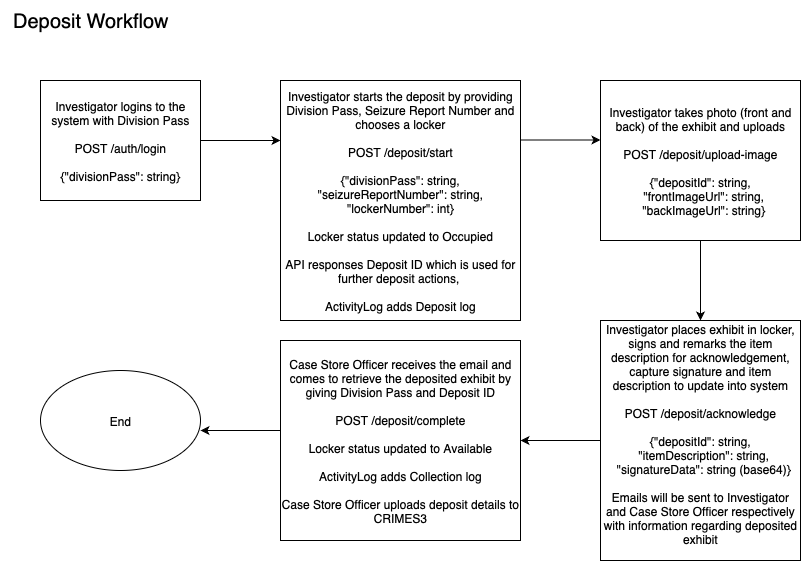 Deposit Workflow
Investigator logins to the
system with Division Pass
POST /auth/login
{"divisionPass": string}
Investigator starts the deposit by providing
Division Pass, Seizure Report Number and
chooses a locker
POST /deposit/start
{"divisionPass": string,
"seizureReportNumber": string,
"lockerNumber": int}
Locker status updated to Occupied
API responses Deposit ID which is used for
further deposit actions,
ActivityLog adds Deposit log
Investigator takes photo (front and
back) of the exhibit and uploads
POST /deposit/upload-image
{"depositId": string,
"frontImageUrl": string,
"backImageUrl": string}
Investigator places exhibit in locker,
signs and remarks the item
description for acknowledgement,
capture signature and item
description to update into system
POST /deposit/acknowledge
{"depositId": string,
"itemDescription": string,
"signatureData": string (base64)}
Emails will be sent to Investigator
and Case Store Officer respectively
with information regarding deposited
exhibit
Case Store Officer receives the email and
comes to retrieve the deposited exhibit by
giving Division Pass and Deposit ID
POST /deposit/complete
Locker status updated to Available
ActivityLog adds Collection log
Case Store Officer uploads deposit details to
CRIMES3
End